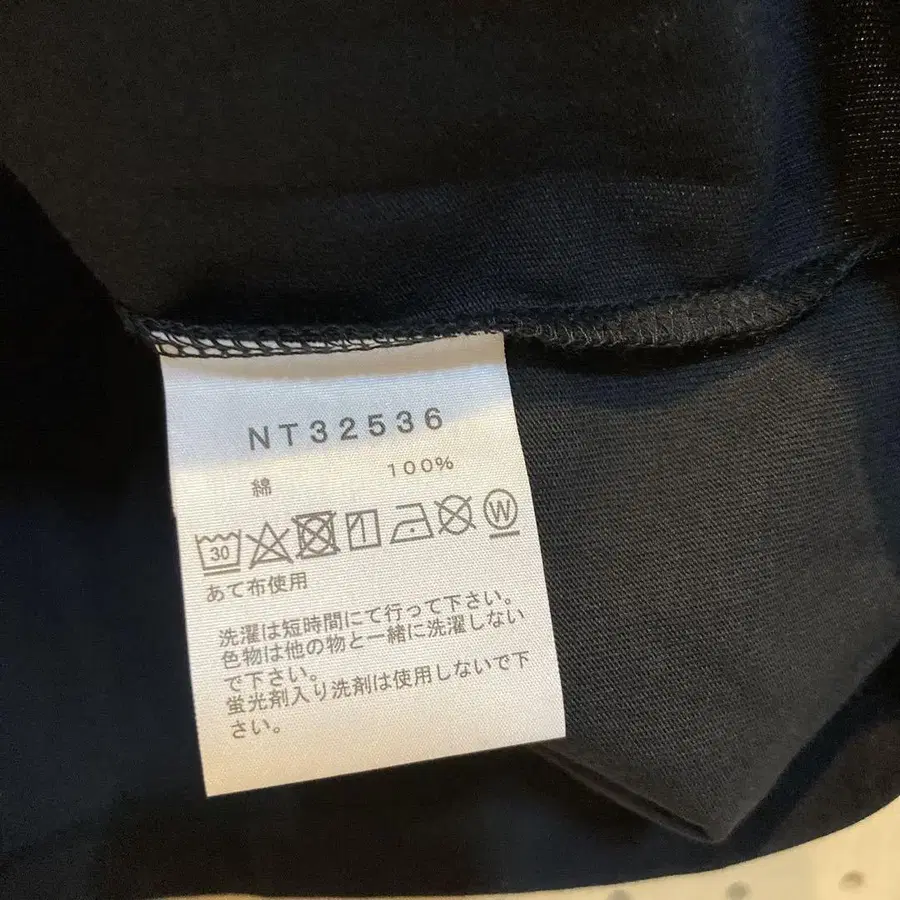 NT32536
綿 100%
30 W
あて布使用
洗濯は短時間にて行って下さい。
色物は他の物と一緒に洗濯しない
で下さい。
蛍光剤入り洗剤は使用しないで下
さい。